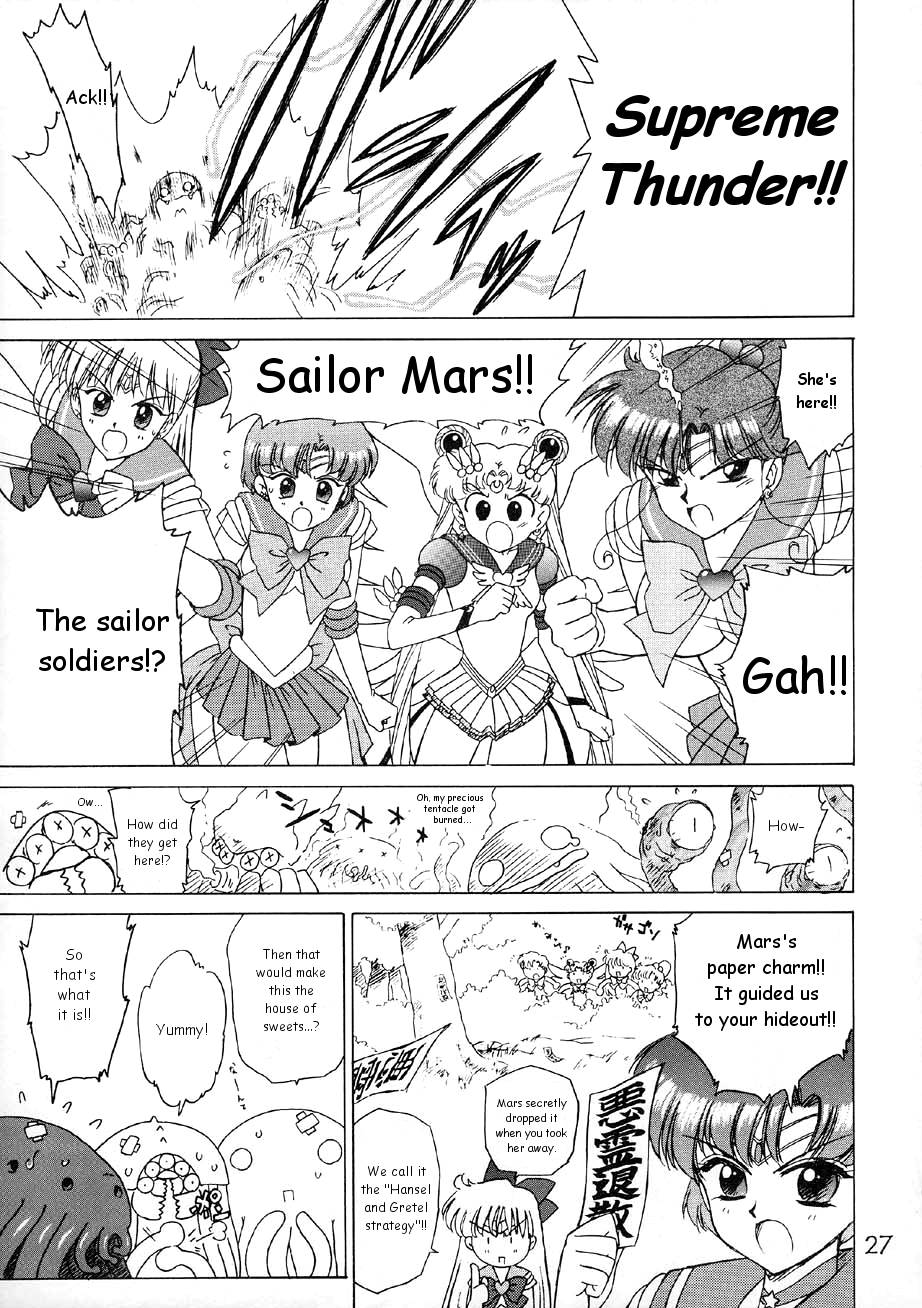 Supreme
Thunder!!
Ack!!
She's
here!!
Sailor Mars!!
Gah!!
The sailor
soldiers!?
How-
Oh, my precious
tentacle got
burned...
How did
they get
here!?
Ow...
Mars's
paper charm!!
It guided us
to your hideout!!
ガサ
悪霊退散
Mars secretly
dropped it
when you took
her away.
We call it
the "Hansel
and Gretel
strategy"!!
Then that
would make
this the
house of
sweets...?
Yummy!
So
that's
what
it is!!
27